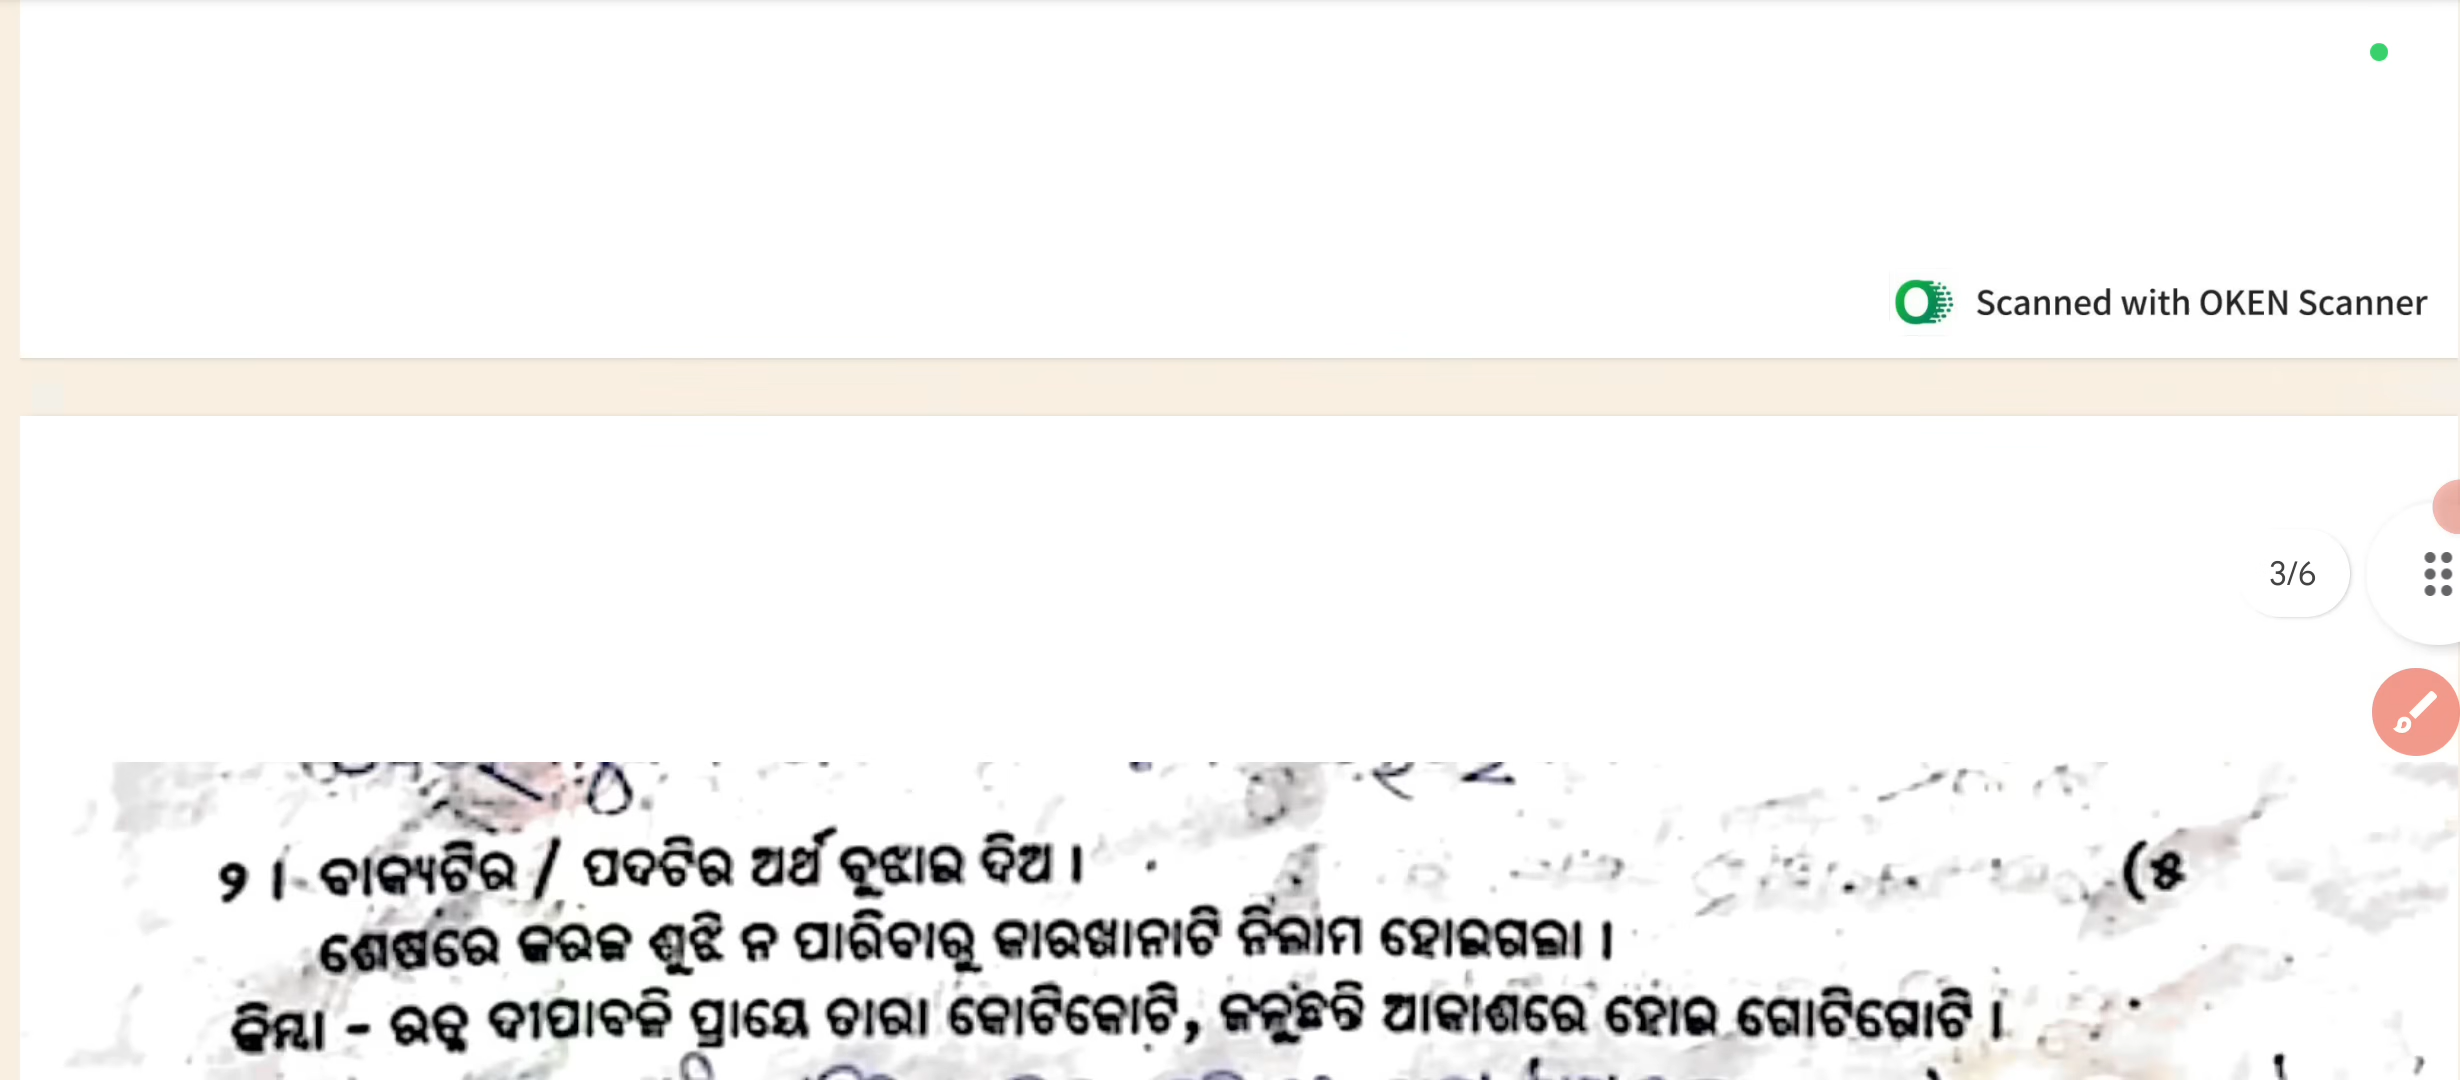 Scanned with OKEN Scanner
3/6
୨ । ବାକ୍ୟଟିର / ପଦଟିର ଅର୍ଥ ବୁଝାଇ ଦିଅ । (୫
ଶେଷରେ କରଜ ଶୁଝି ନ ପାରିବାରୁ କାରଖାନାଟି ନିଲାମ ହୋଇଗଲା ।
କିମ୍ବା - ରତ୍ନ ଦୀପାବଳି ପ୍ରାୟେ ତାରା କୋଟିକୋଟି, ଜଳୁଛନ୍ତି ଆକାଶରେ ହୋଇ ଗୋଟିଗୋଟି ।